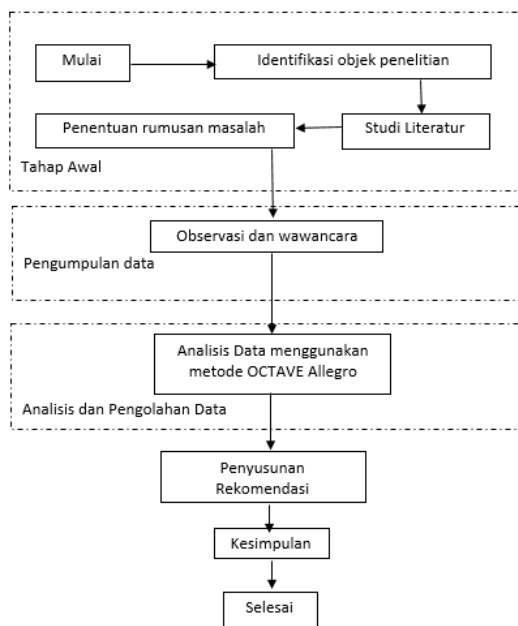 Mulai
Identifikasi objek penelitian
Penentuan rumusan masalah
Studi Literatur
Tahap Awal
Observasi dan wawancara
Pengumpulan data
Analisis Data menggunakan
metode OCTAVE Allegro
Analisis dan Pengolahan Data
Penyusunan
Rekomendasi
Kesimpulan
Selesai